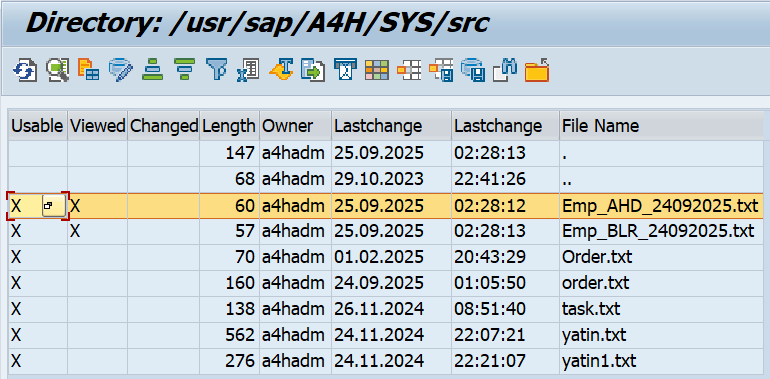 Directory: /usr/sap/A4H/SYS/src
Usable Viewed Changed Length Owner Lastchange Lastchange File Name
147 a4hadm 25.09.2025 02:28:13 .
68 a4hadm 29.10.2023 22:41:26 ..
X X 60 a4hadm 25.09.2025 02:28:12 Emp_AHD_24092025.txt
X X 57 a4hadm 25.09.2025 02:28:13 Emp_BLR_24092025.txt
X 70 a4hadm 01.02.2025 20:43:29 Order.txt
X 160 a4hadm 24.09.2025 01:05:50 order.txt
X 138 a4hadm 26.11.2024 08:51:40 task.txt
X 562 a4hadm 24.11.2024 22:07:21 yatin.txt
X 276 a4hadm 24.11.2024 22:21:07 yatin1.txt